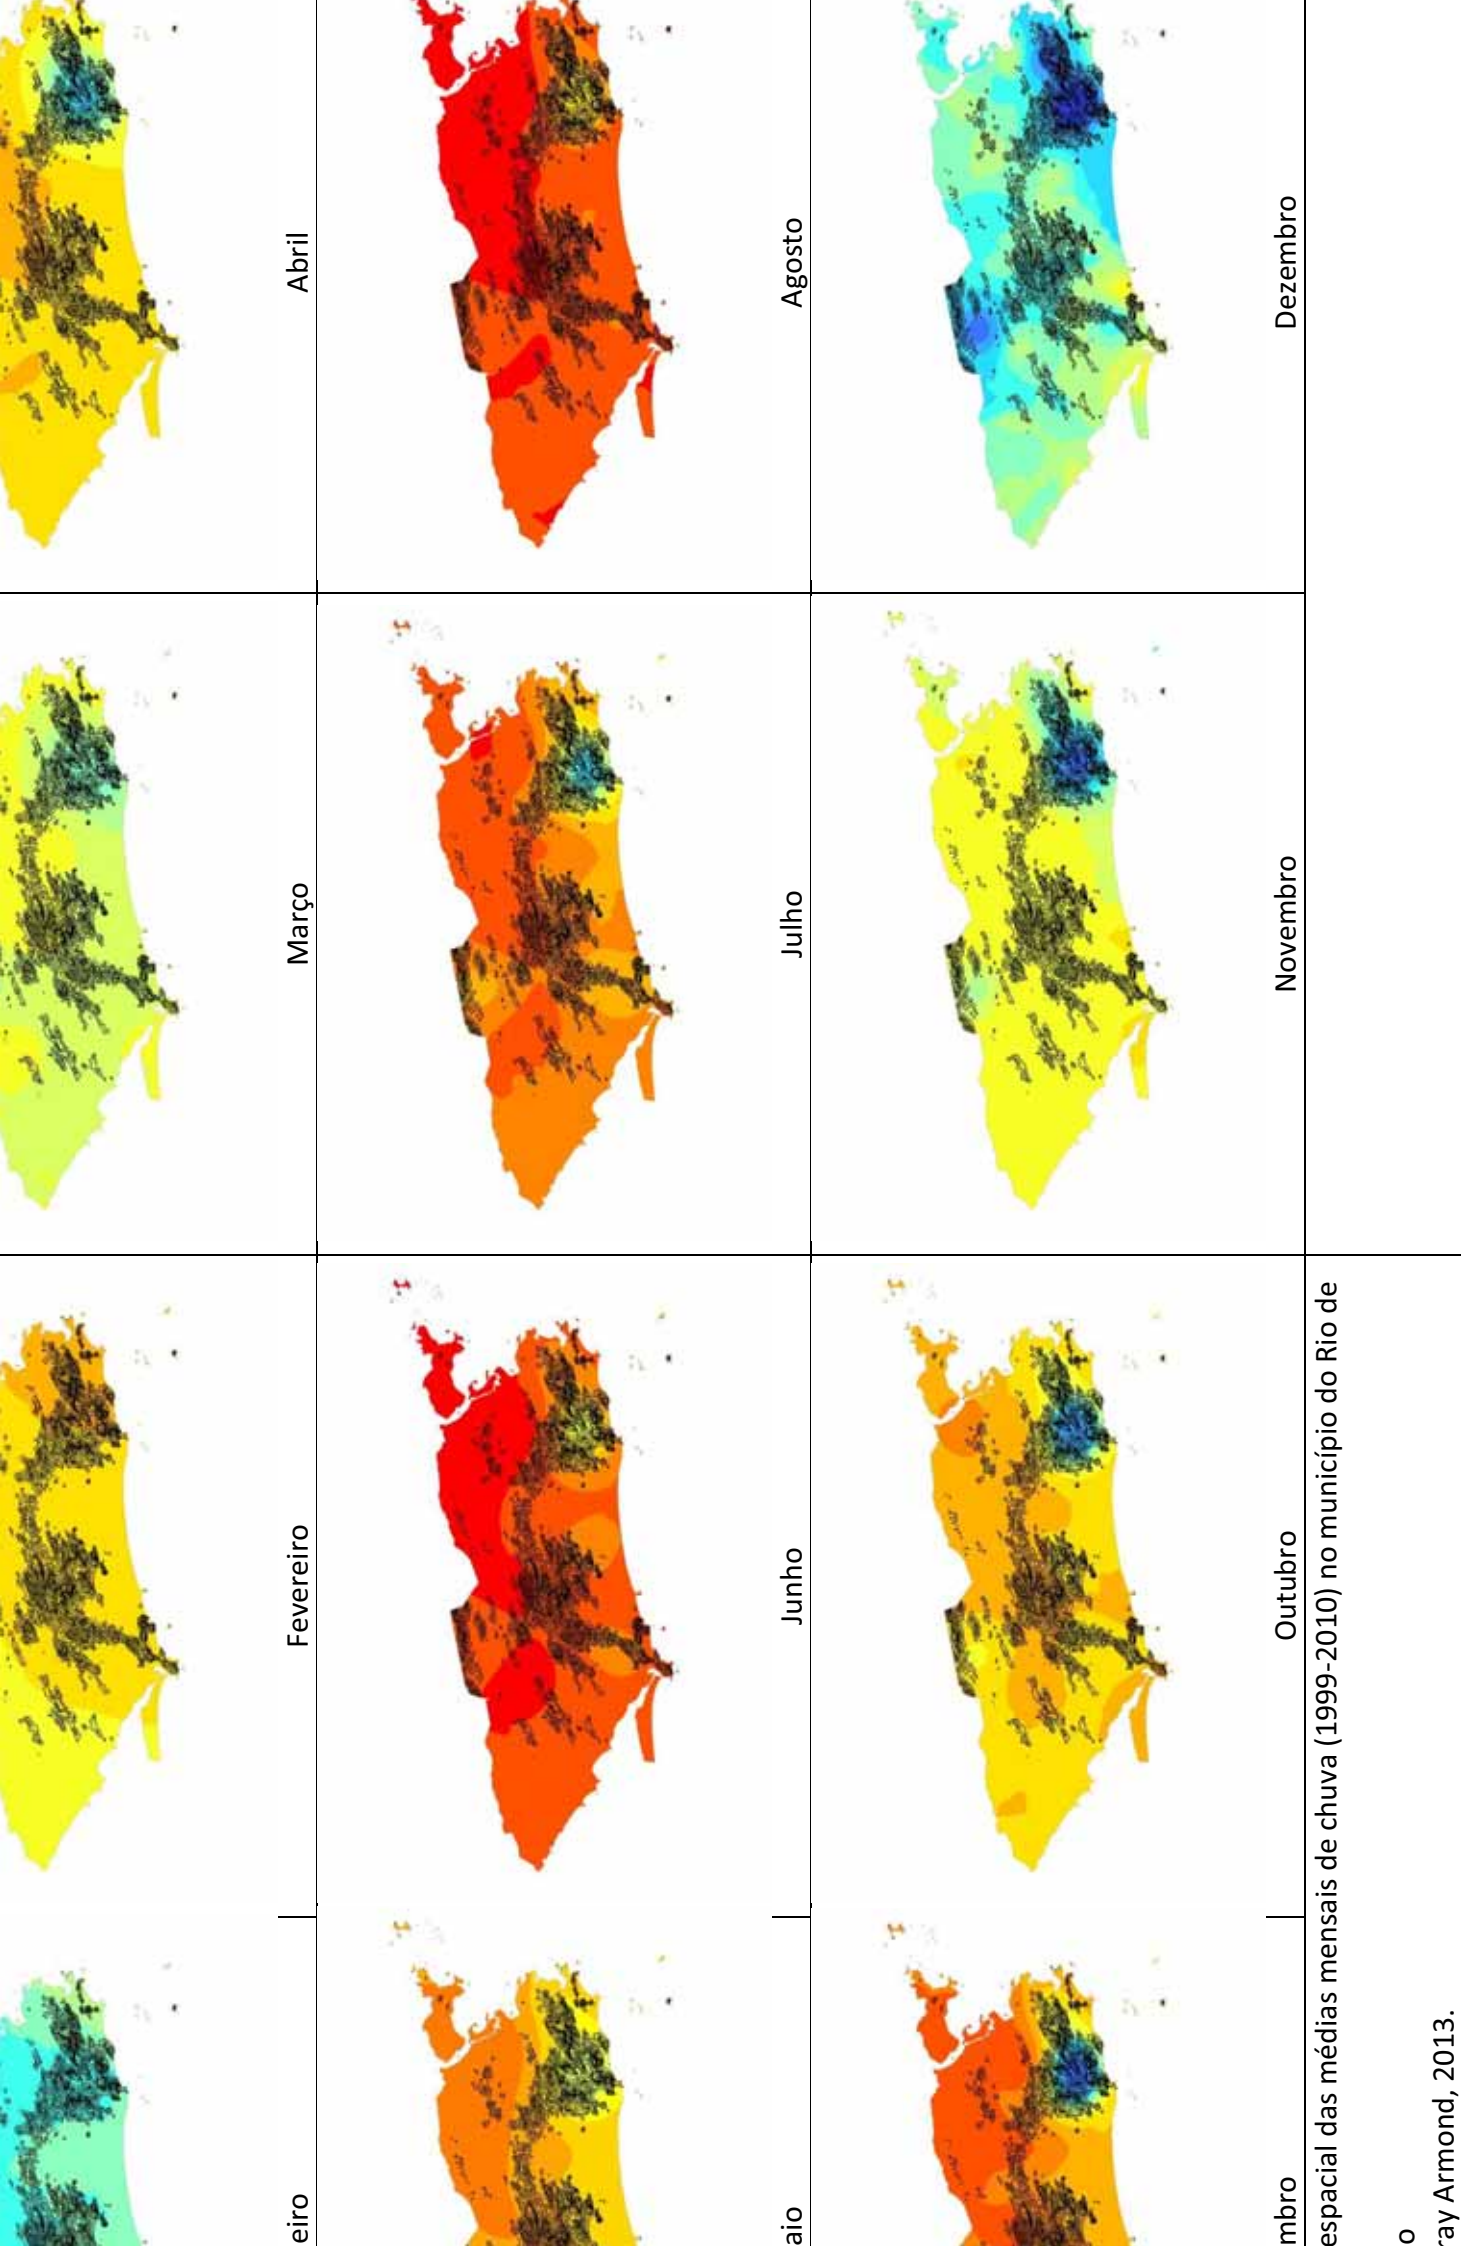 eiro
Fevereiro
Março
Abril
aio
Junho
Julho
Agosto
mbro
Outubro
Novembro
Dezembro
espacial das médias mensais de chuva (1999-2010) no município do Rio de
o
ray Armond, 2013.